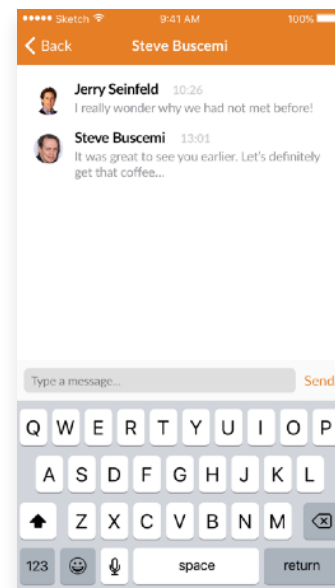 Sketch 9:41 AM 100%
Back Steve Buscemi
Jerry Seinfeld 10:26
I really wonder why we had not met before!
Steve Buscemi 13:01
It was great to see you earlier. Let's definitely
get that coffee...
Type a message... Send
Q W E R T Y U I O P
A S D F G H J K L
Z X C V B N M
123 space return